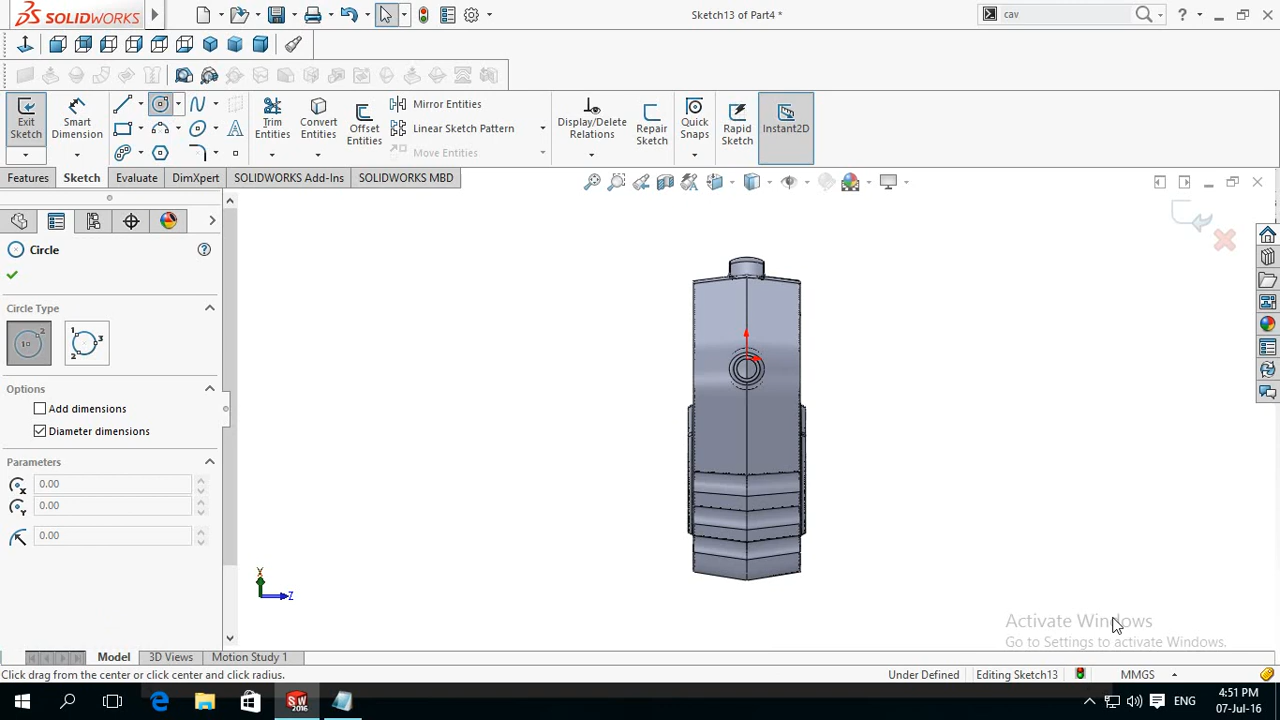 SOLIDWORKS
Sketch13 of Part4 *
cav
Exit Sketch
Smart Dimension
Trim Entities
Convert Entities
Offset Entities
Mirror Entities
Linear Sketch Pattern
Move Entities
Display/Delete Relations
Repair Sketch
Quick Snaps
Rapid Sketch
Instant2D
Features
Sketch
Evaluate
DimXpert
SOLIDWORKS Add-Ins
SOLIDWORKS MBD
Circle
Circle Type
Options
Add dimensions
Diameter dimensions
Parameters
0.00
0.00
0.00
Y
Z
Activate Windows
Go to Settings to activate Windows.
Model
3D Views
Motion Study 1
Click drag from the center or click center and click radius.
Under Defined
Editing Sketch13
MMGS
ENG
4:51 PM
07-Jul-16